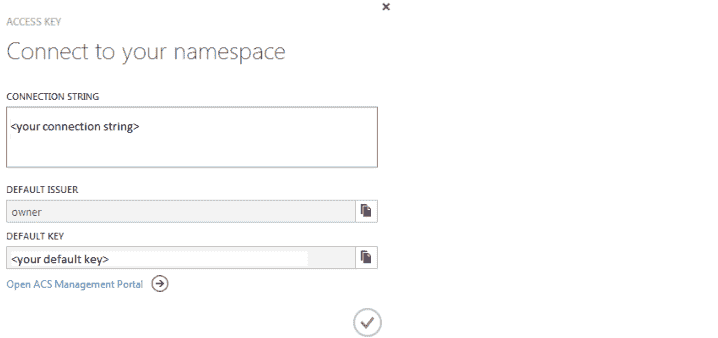 ACCESS KEY
Connect to your namespace
CONNECTION STRING
<your connection string>
DEFAULT ISSUER
owner
DEFAULT KEY
<your default key>
Open ACS Management Portal